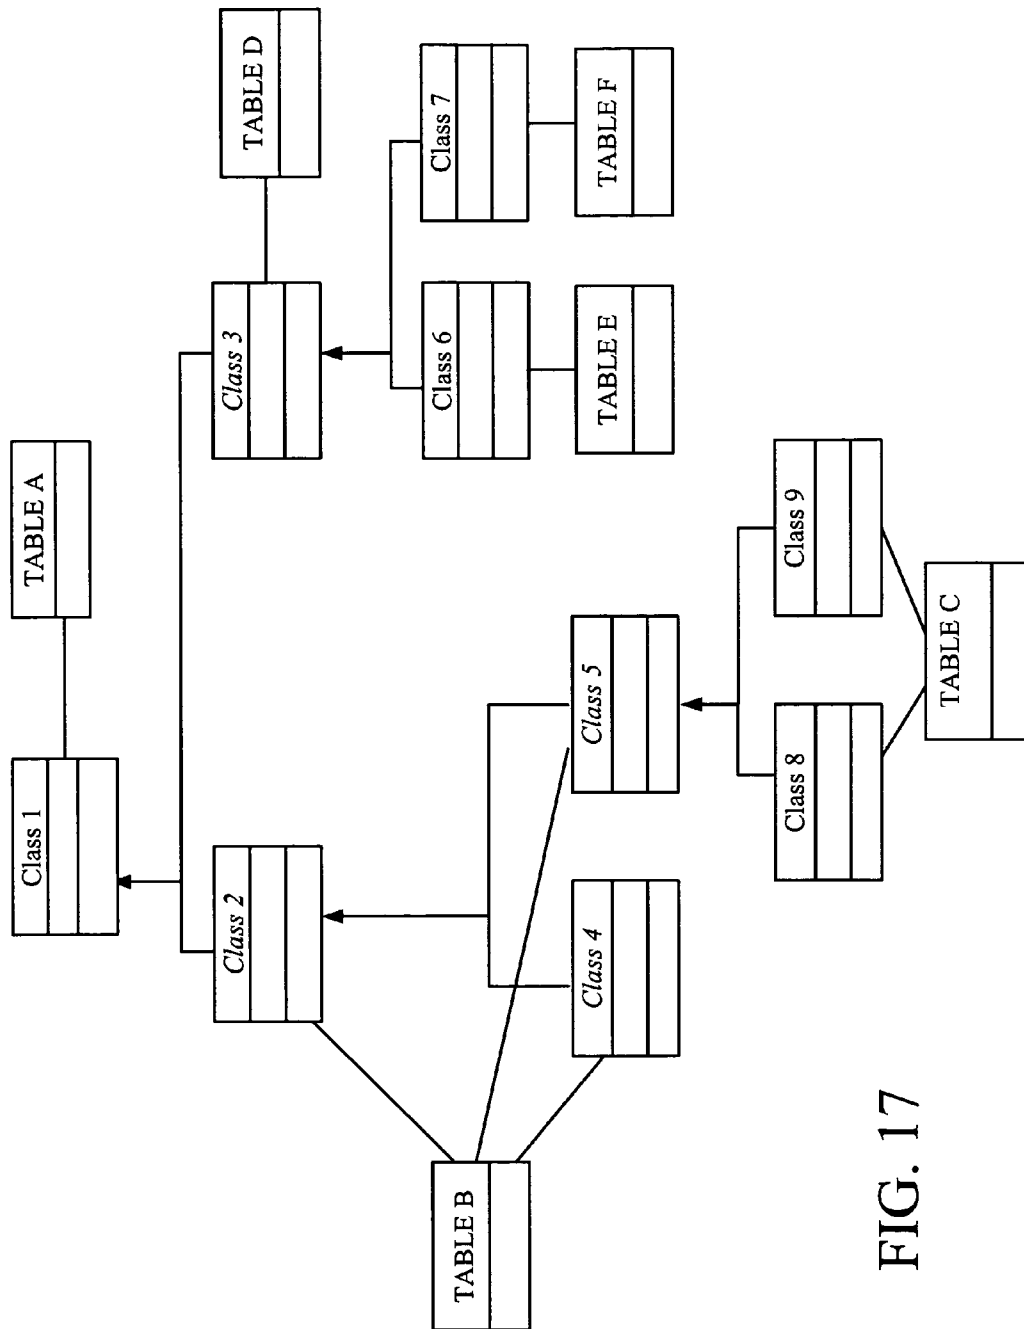 TABLE A
TABLE D
Class 1
Class 2
Class 3
Class 6
Class 7
TABLE B
Class 4
Class 5
TABLE E
TABLE F
Class 8
Class 9
TABLE C
FIG. 17